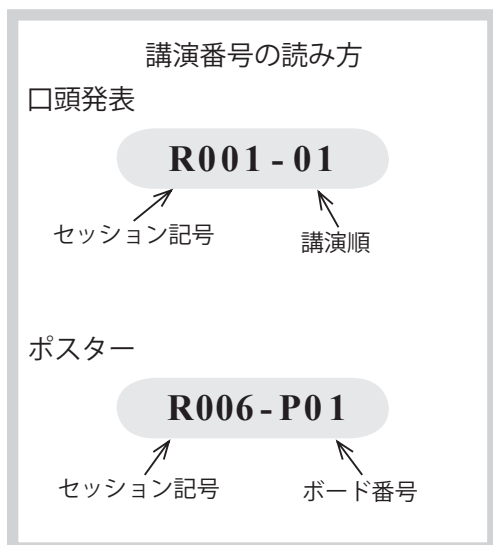 講演番号の読み方
口頭発表
R001-01
セッション記号 講演順
ポスター
R006-P01
セッション記号 ボード番号